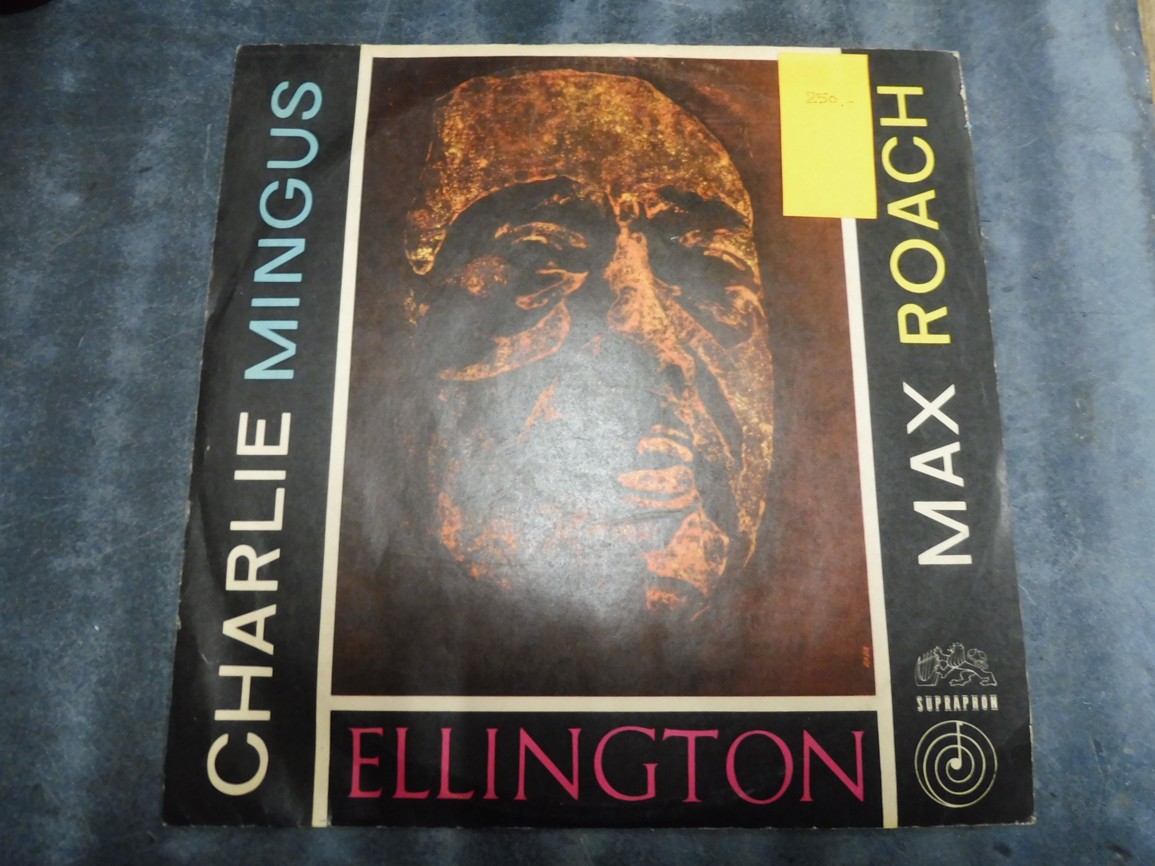 CHARLIE MINGUS
250,-
MAX ROACH
SUPRAPHON
ELLINGTON